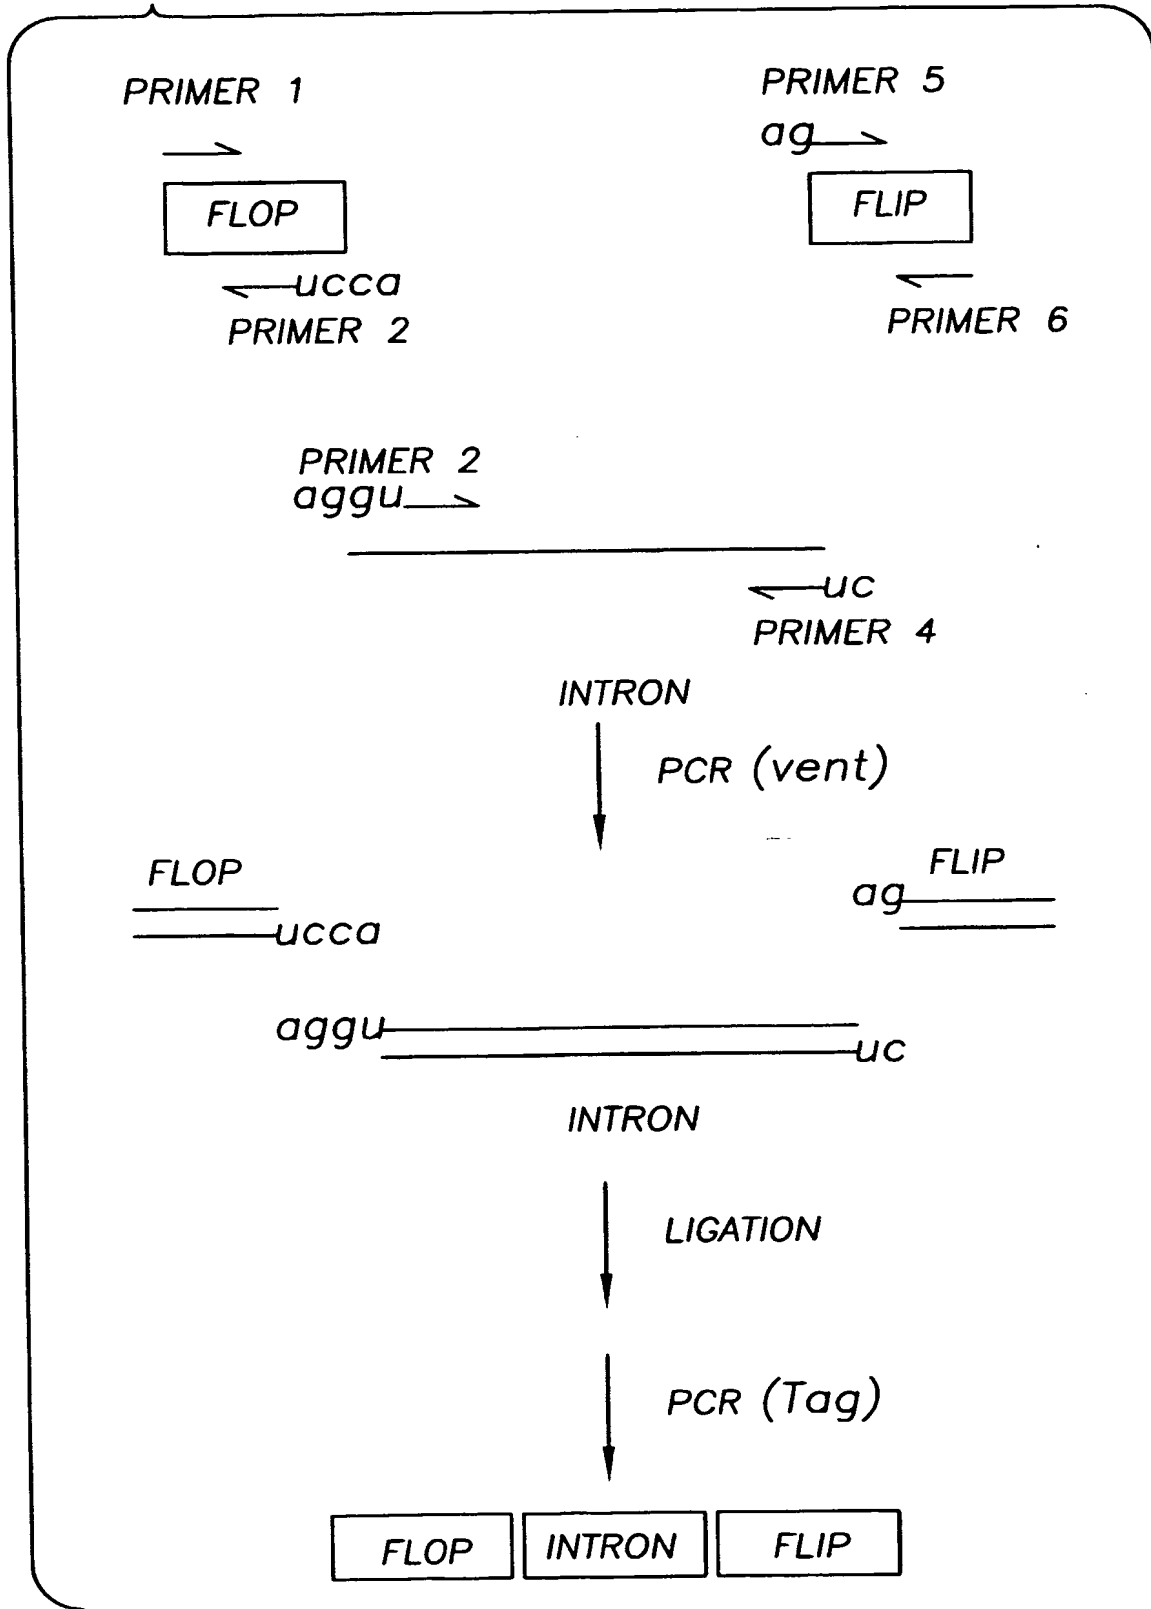 PRIMER 1
PRIMER 5
ag
FLOP
FLIP
ucca
PRIMER 2
PRIMER 6
PRIMER 2
aggu
uc
PRIMER 4
INTRON
PCR (vent)
FLOP
FLIP
ag
ucca
aggu
uc
INTRON
LIGATION
PCR (Tag)
FLOP INTRON FLIP